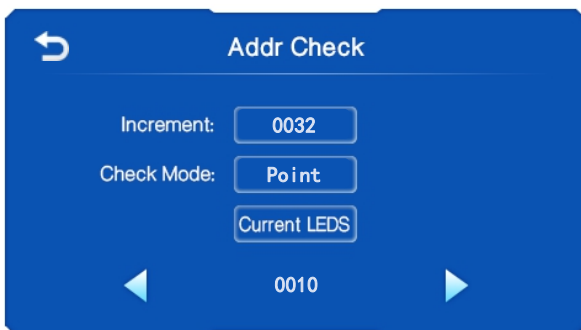 Addr Check
Increment: 0032
Check Mode: Point
Current LEDS
0010